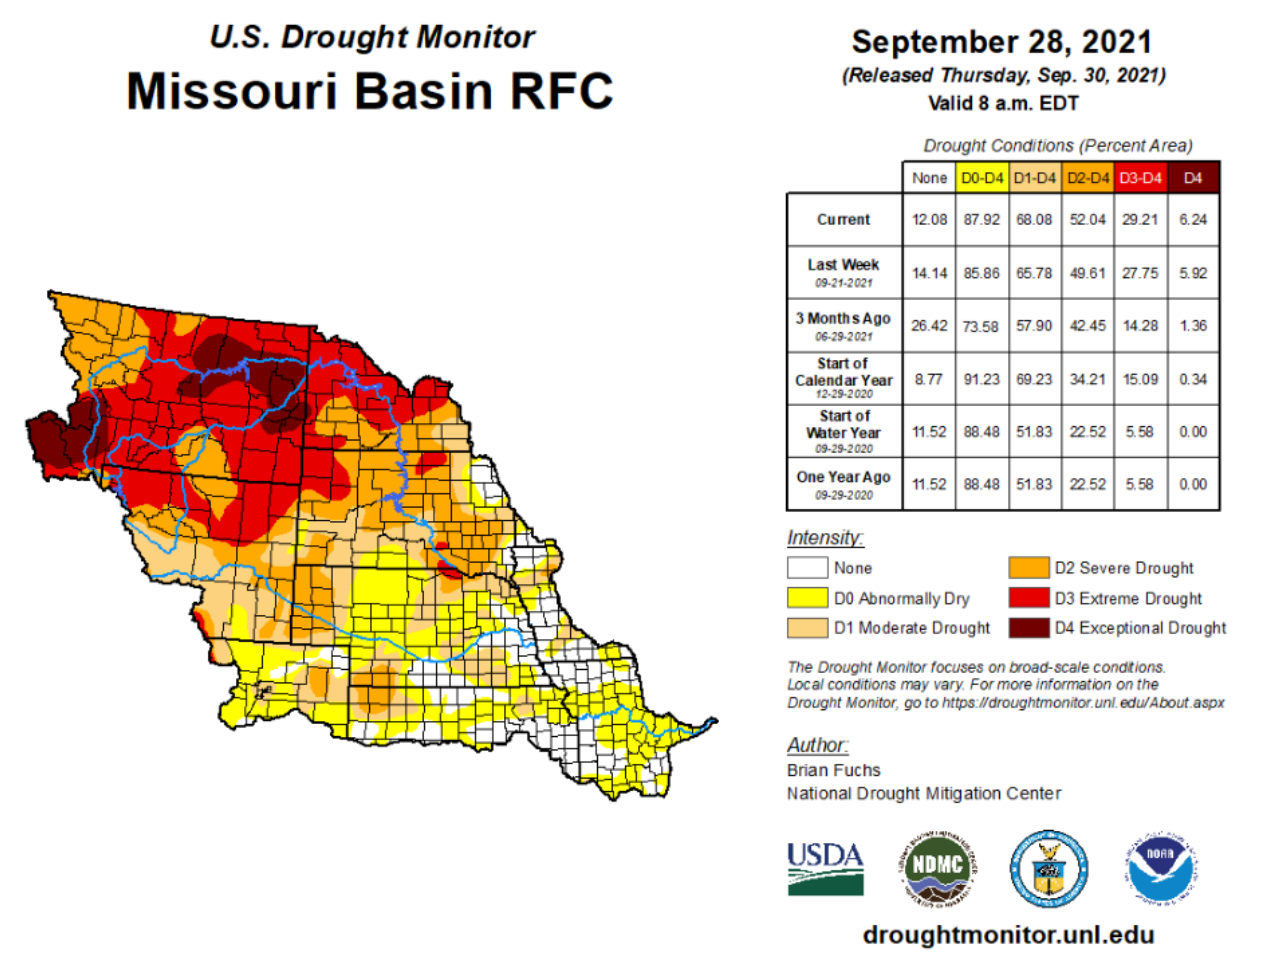 U.S. Drought Monitor
Missouri Basin RFC
September 28, 2021
(Released Thursday, Sep. 30, 2021)
Valid 8 a.m. EDT
Drought Conditions (Percent Area)
None D0-D4 D1-D4 D2-D4 D3-D4 D4
Current 12.08 87.92 68.08 52.04 29.21 6.24
Last Week
09-21-2021 14.14 85.86 65.78 49.61 27.75 5.92
3 Months Ago
06-29-2021 26.42 73.58 57.90 42.45 14.28 1.36
Start of
Calendar Year
12-29-2020 8.77 91.23 69.23 34.21 15.09 0.34
Start of
Water Year
09-29-2020 11.52 88.48 51.83 22.52 5.58 0.00
One Year Ago
09-29-2020 11.52 88.48 51.83 22.52 5.58 0.00
Intensity:
None
D0 Abnormally Dry
D1 Moderate Drought
D2 Severe Drought
D3 Extreme Drought
D4 Exceptional Drought
The Drought Monitor focuses on broad-scale conditions.
Local conditions may vary. For more information on the
Drought Monitor, go to https://droughtmonitor.unl.edu/About.aspx
Author:
Brian Fuchs
National Drought Mitigation Center
USDA
NDMC
NOAA
droughtmonitor.unl.edu